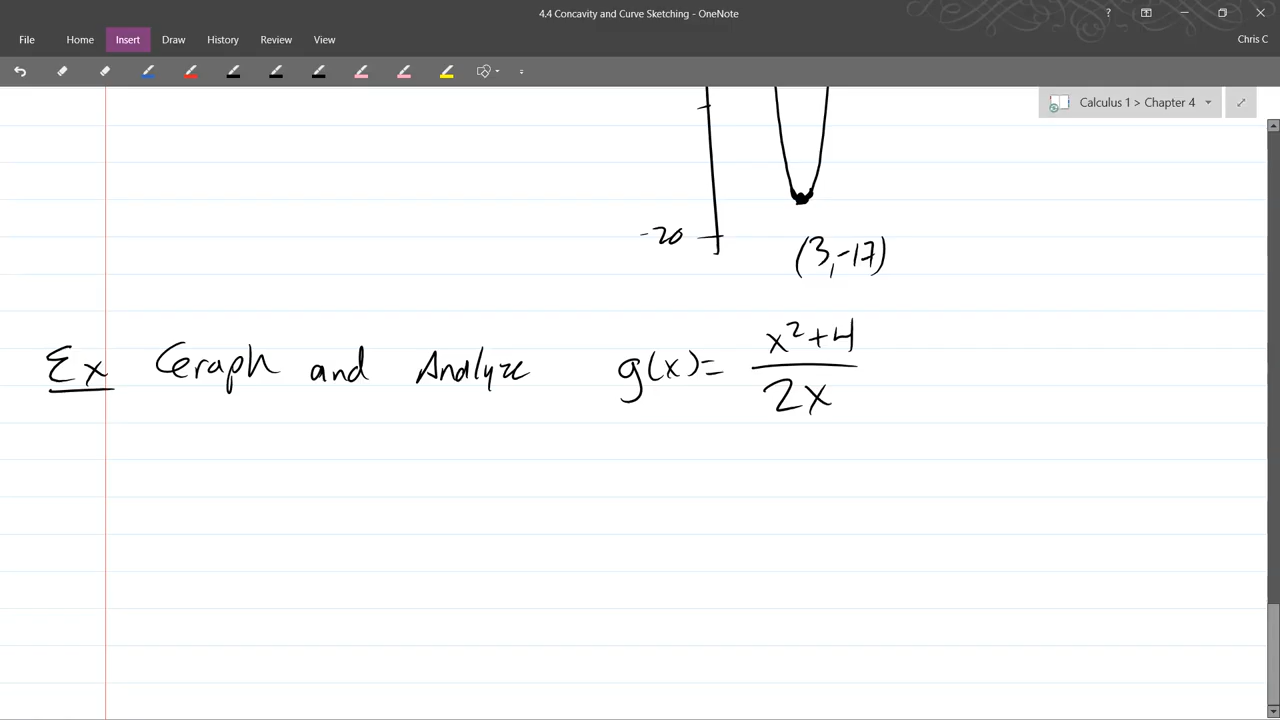 4.4 Concavity and Curve Sketching - OneNote
File Home Insert Draw History Review View
Chris C
Calculus 1 > Chapter 4
-20
(3,-17)
Ex Graph and Analyze g(x)= x²+4
2x